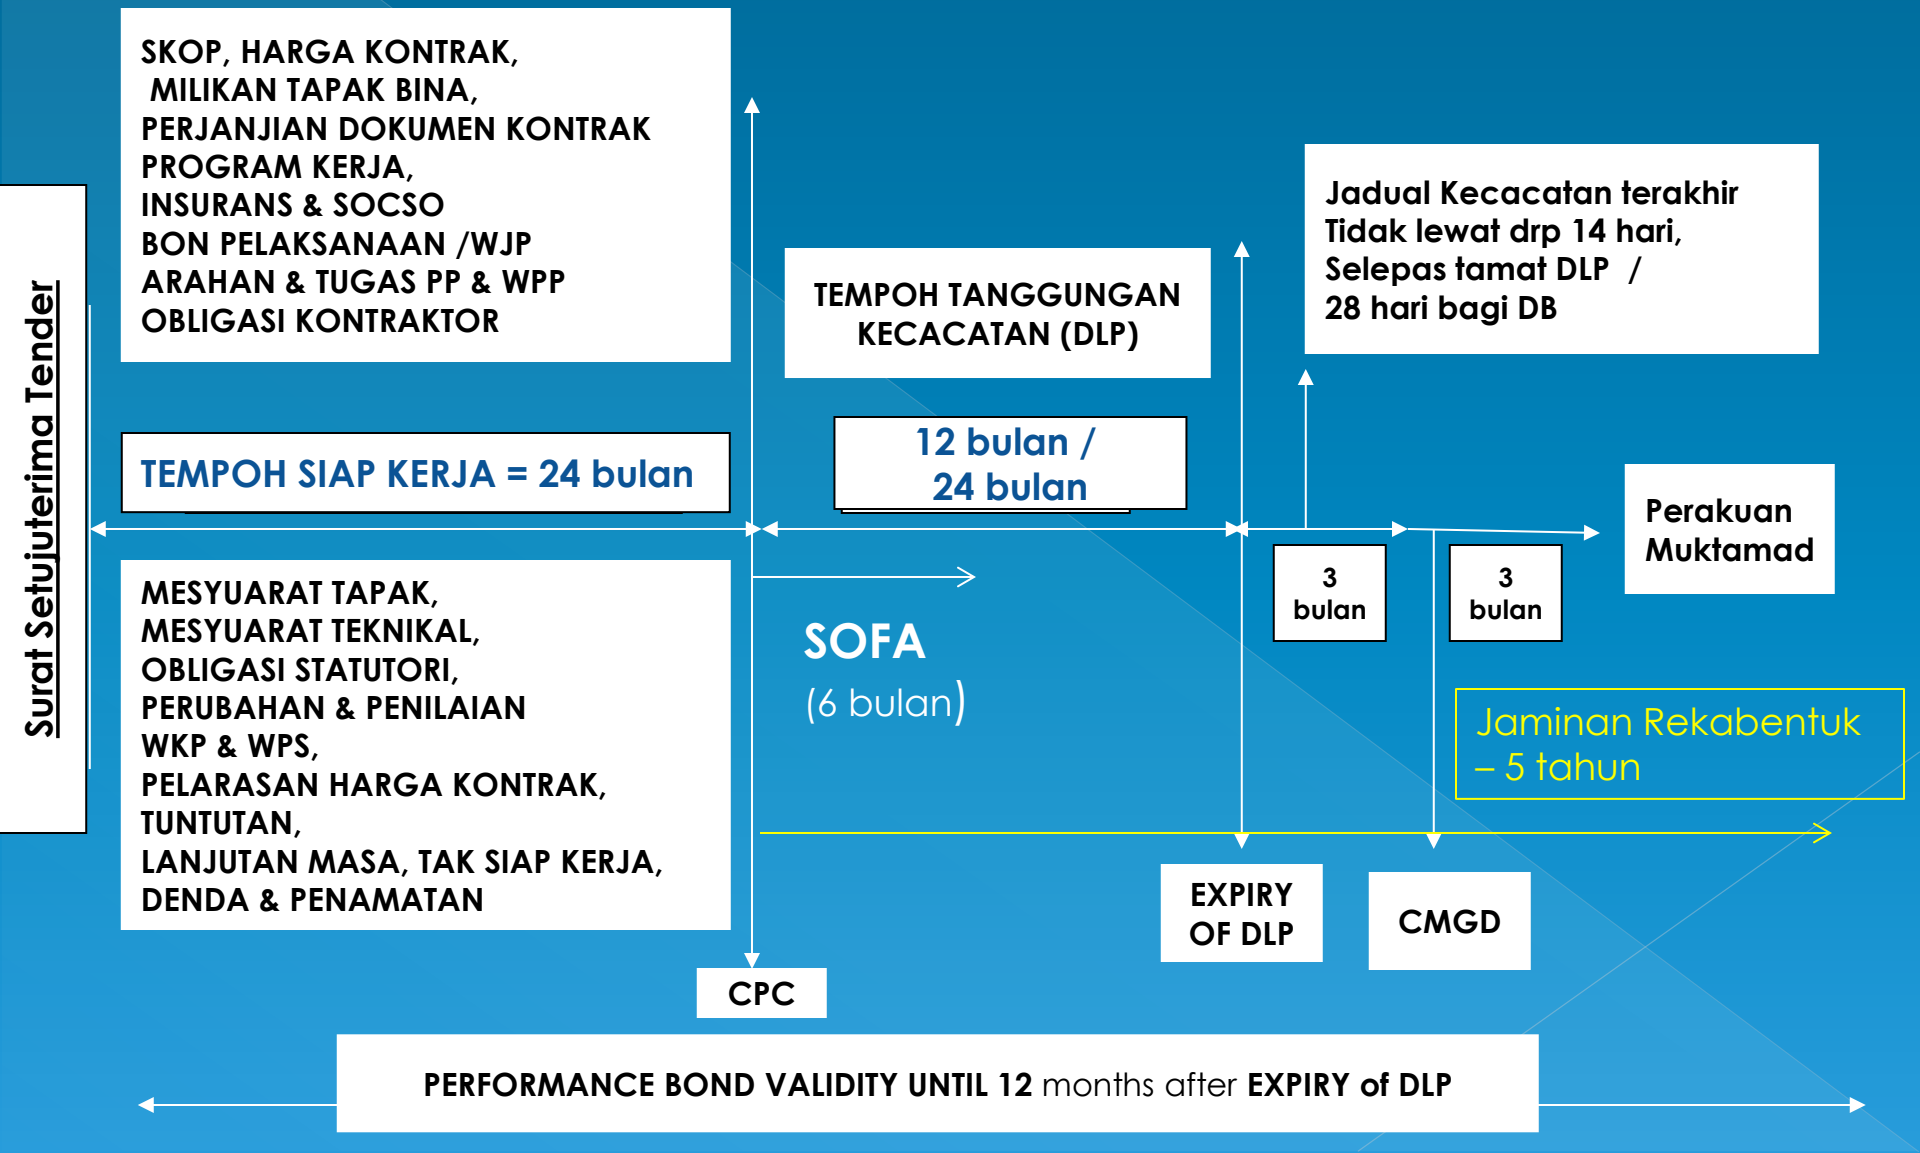 Surat Setujuterima Tender
SKOP, HARGA KONTRAK,
MILIKAN TAPAK BINA,
PERJANJIAN DOKUMEN KONTRAK
PROGRAM KERJA,
INSURANS & SOCSO
BON PELAKSANAAN /WJP
ARAHAN & TUGAS PP & WPP
OBLIGASI KONTRAKTOR
TEMPOH SIAP KERJA = 24 bulan
MESYUARAT TAPAK,
MESYUARAT TEKNIKAL,
OBLIGASI STATUTORI,
PERUBAHAN & PENILAIAN
WKP & WPS,
PELARASAN HARGA KONTRAK,
TUNTUTAN,
LANJUTAN MASA, TAK SIAP KERJA,
DENDA & PENAMATAN
CPC
TEMPOH TANGGUNGAN
KECACATAN (DLP)
12 bulan /
24 bulan
SOFA
(6 bulan)
Jadual Kecacatan terakhir
Tidak lewat drp 14 hari,
Selepas tamat DLP /
28 hari bagi DB
3
bulan
3
bulan
Perakuan
Muktamad
Jaminan Rekabentuk
– 5 tahun
EXPIRY
OF DLP
CMGD
PERFORMANCE BOND VALIDITY UNTIL 12 months after EXPIRY of DLP